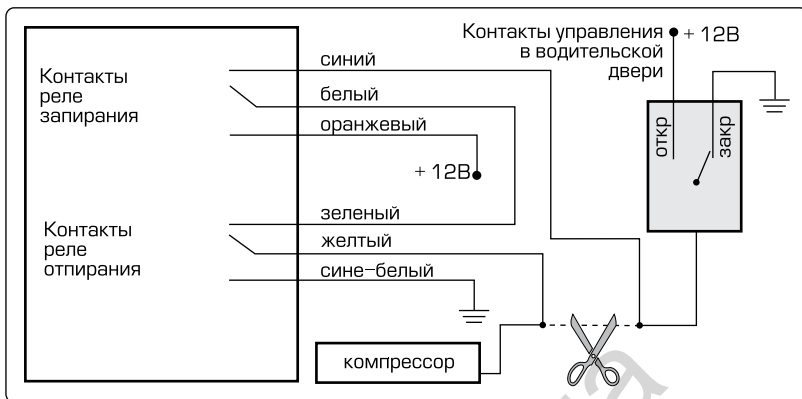 Контакты управления
в водительской
двери
+ 12В
Контакты
реле
запирания
синий
белый
оранжевый
+ 12В
откр
закр
Контакты
реле
отпирания
зеленый
желтый
сине-белый
компрессор